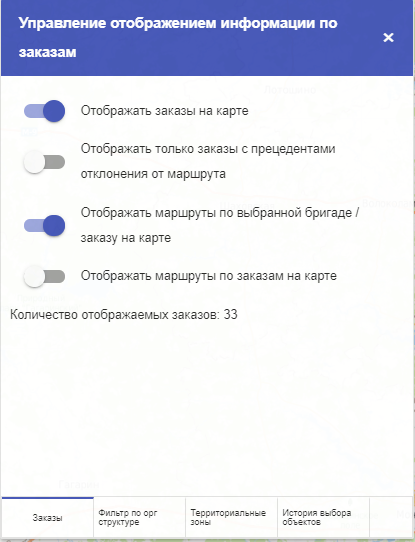 Управление отображением информации по
заказам
Отображать заказы на карте
Отображать только заказы с прецедентами
отклонения от маршрута
Отображать маршруты по выбранной бригаде /
заказу на карте
Отображать маршруты по заказам на карте
Количество отображаемых заказов: 33
Заказы
Фильтр по орг
структуре
Территориальные
зоны
История выбора
объектов